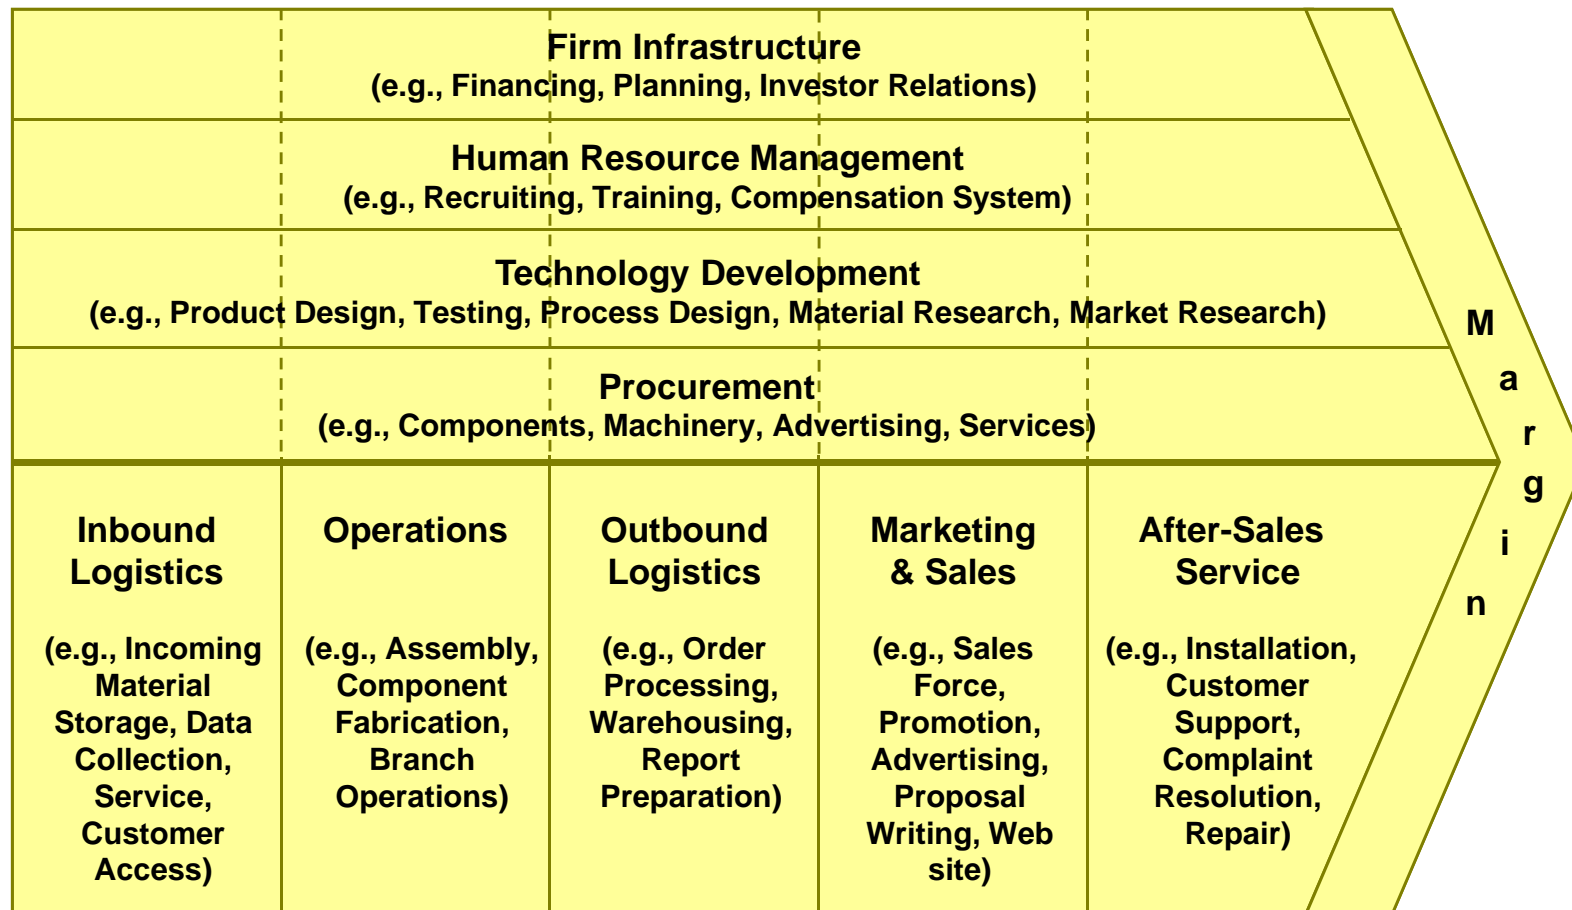 Firm Infrastructure
(e.g., Financing, Planning, Investor Relations)
Human Resource Management
(e.g., Recruiting, Training, Compensation System)
Technology Development
(e.g., Product Design, Testing, Process Design, Material Research, Market Research)
Procurement
(e.g., Components, Machinery, Advertising, Services)
Inbound
Logistics
(e.g., Incoming
Material
Storage, Data
Collection,
Service,
Customer
Access)
Operations
(e.g., Assembly,
Component
Fabrication,
Branch
Operations)
Outbound
Logistics
(e.g., Order
Processing,
Warehousing,
Report
Preparation)
Marketing
& Sales
(e.g., Sales
Force,
Promotion,
Advertising,
Proposal
Writing, Web
site)
After-Sales
Service
(e.g., Installation,
Customer
Support,
Complaint
Resolution,
Repair)
M
a
r
g
i
n